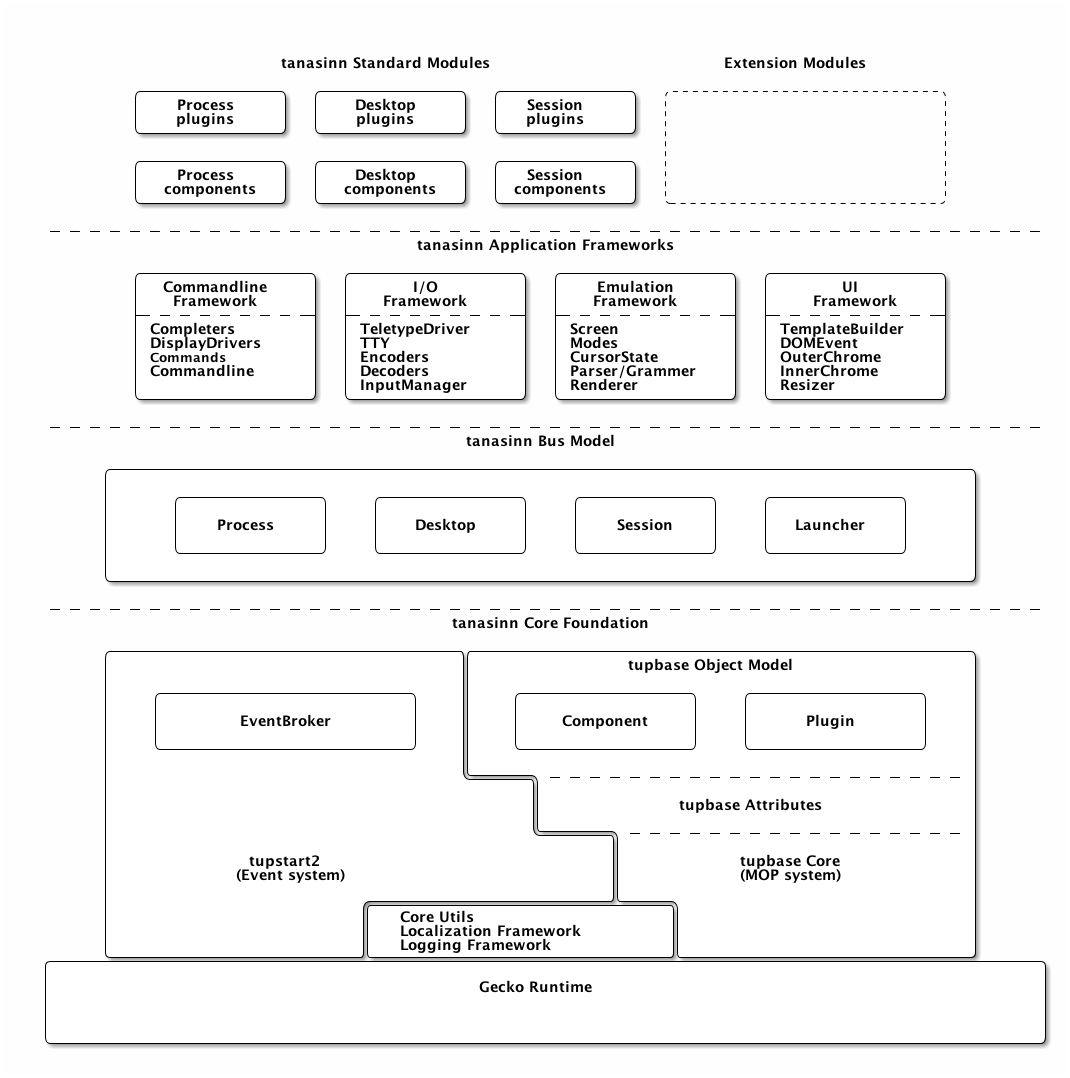 tanasinn Standard Modules
Extension Modules
Process
plugins
Desktop
plugins
Session
plugins
Process
components
Desktop
components
Session
components
tanasinn Application Frameworks
Commandline
Framework
Completers
DisplayDrivers
Commands
Commandline
I/O
Framework
TeletypeDriver
TTY
Encoders
Decoders
InputManager
Emulation
Framework
Screen
Modes
CursorState
Parser/Grammer
Renderer
UI
Framework
TemplateBuilder
DOMEvent
OuterChrome
InnerChrome
Resizer
tanasinn Bus Model
Process
Desktop
Session
Launcher
tanasinn Core Foundation
EventBroker
tupbase Object Model
Component
Plugin
tupbase Attributes
tupstart2
(Event system)
tupbase Core
(MOP system)
Core Utils
Localization Framework
Logging Framework
Gecko Runtime